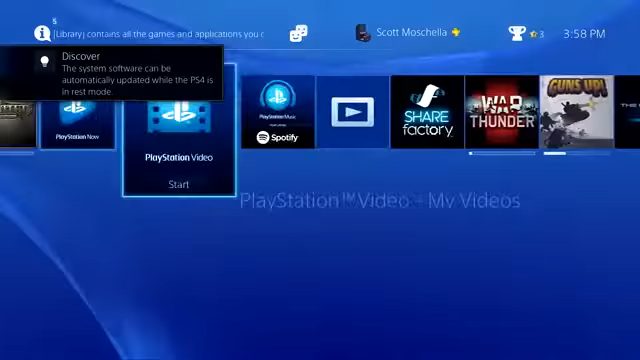 5
[Library] contains all the games and applications you c
Scott Moschella
3
3:58 PM
Discover
The system software can be
automatically updated while the PS4 is
in rest mode.
PlayStation Now
PlayStation Video
Start
PlayStation Music
Spotify
SHARE
factory
WAR
THUNDER
GUNS UP!
THE
PlayStation™Video - My Videos